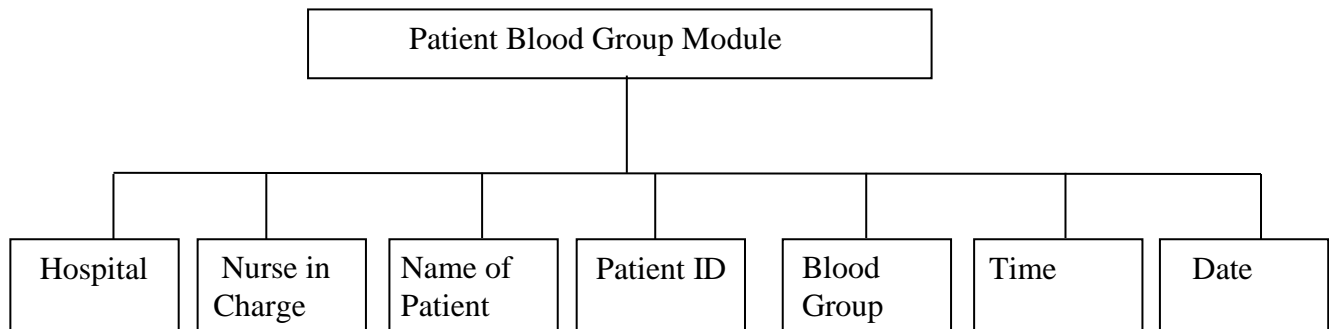 Patient Blood Group Module
Hospital
Nurse in
Charge
Name of
Patient
Patient ID
Blood
Group
Time
Date